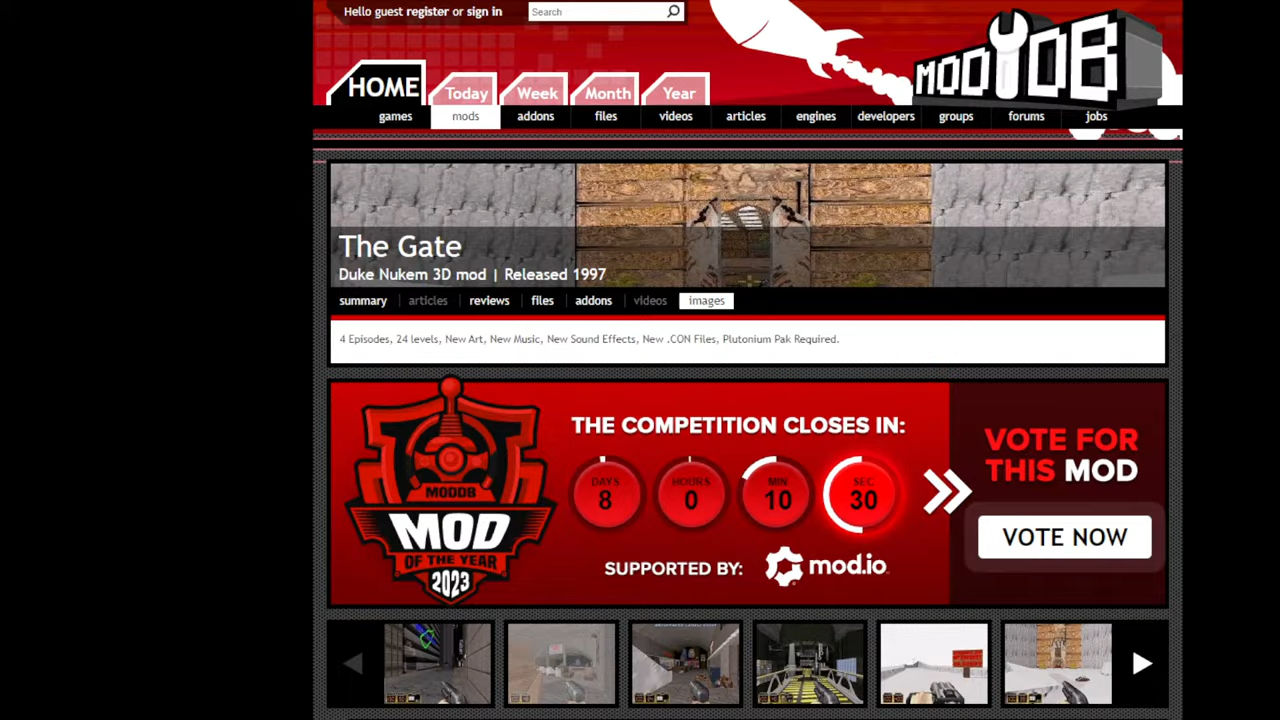 Hello guest register or sign in
Search
MOD DB
HOME Today Week Month Year
games mods addons files videos articles engines developers groups forums jobs
The Gate
Duke Nukem 3D mod | Released 1997
summary articles reviews files addons videos images
4 Episodes, 24 levels, New Art, New Music, New Sound Effects, New .CON Files, Plutonium Pak Required.
MODDB
MOD
OF THE YEAR
2023
THE COMPETITION CLOSES IN:
DAYS HOURS MIN SEC
8 0 10 30
SUPPORTED BY: mod.io
VOTE FOR
THIS MOD
VOTE NOW